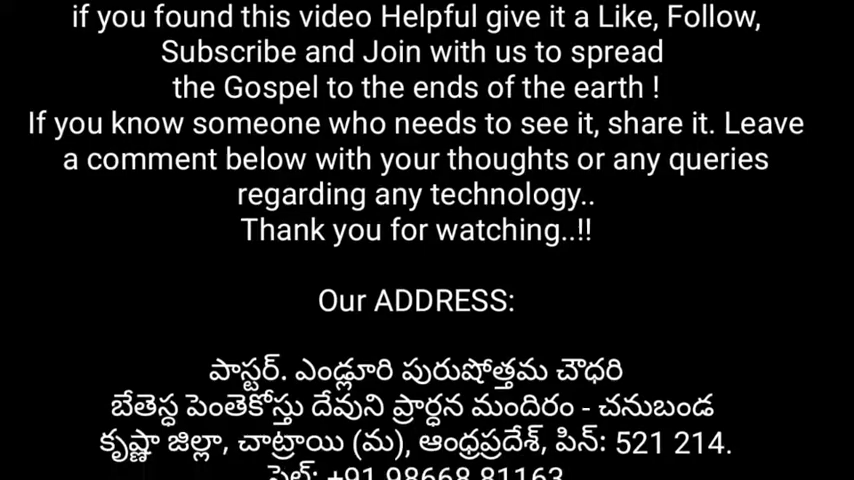 if you found this video Helpful give it a Like, Follow,
Subscribe and Join with us to spread
the Gospel to the ends of the earth !
If you know someone who needs to see it, share it. Leave
a comment below with your thoughts or any queries
regarding any technology..
Thank you for watching..!!
Our ADDRESS:
పాస్టర్. ఎండ్లూరి పురుషోత్తమ చౌధరి
బేతెస్ధ పెంతెకోస్తు దేవుని ప్రార్ధన మందిరం - చనుబండ
కృష్ణా జిల్లా, చాట్రాయి (మ), ఆంధ్రప్రదేశ్, పిన్: 521 214.
సెల్: +91 98668 81163